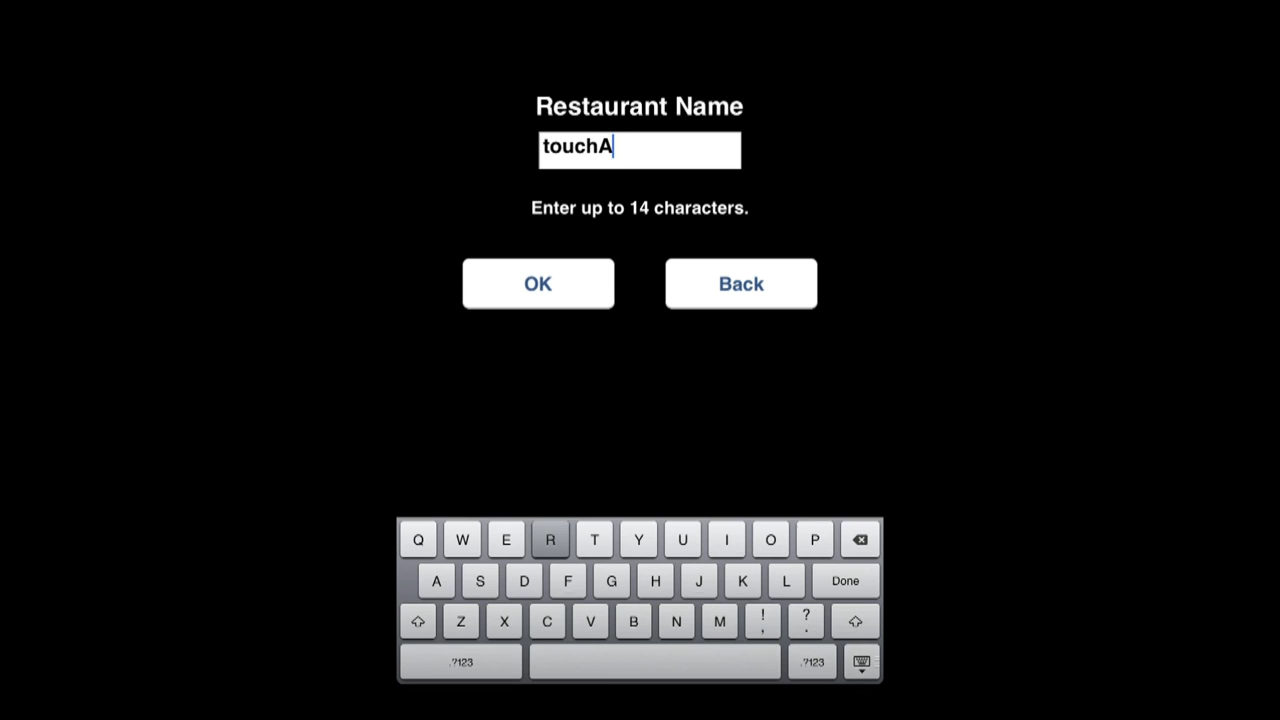 Restaurant Name
touchA
Enter up to 14 characters.
OK Back
Q W E R T Y U I O P
A S D F G H J K L Done
Z X C V B N M ! , ? .
.?123 .?123